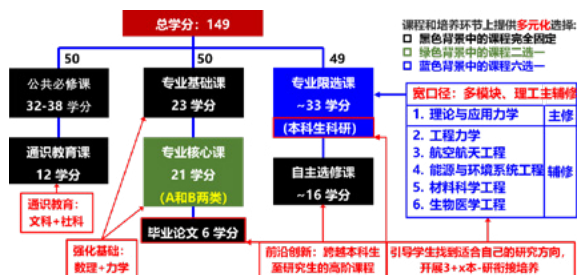 总学分：149
课程和培养环节上提供多元化选择:
黑色背景中的课程完全固定
绿色背景中的课程二选一
蓝色背景中的课程六选一
50
50
49
公共必修课
32-38 学分
专业基础课
23 学分
专业限选课
~33 学分
(本科生科研)
通识教育课
12 学分
专业核心课
21 学分
(A和B两类)
自主选修课
~16 学分
毕业论文 6 学分
宽口径：多模块、理工主辅修
1. 理论与应用力学
主修
2. 工程力学
3. 航空航天工程
4. 能源与环境系统工程
5. 材料科学工程
6. 生物医学工程
辅修
通识教育:
文科+社科
强化基础:
数理+力学
前沿创新：跨越本科生
至研究生的高阶课程
引导学生找到适合自己的研究方向，
开展3+x本-研衔接培养